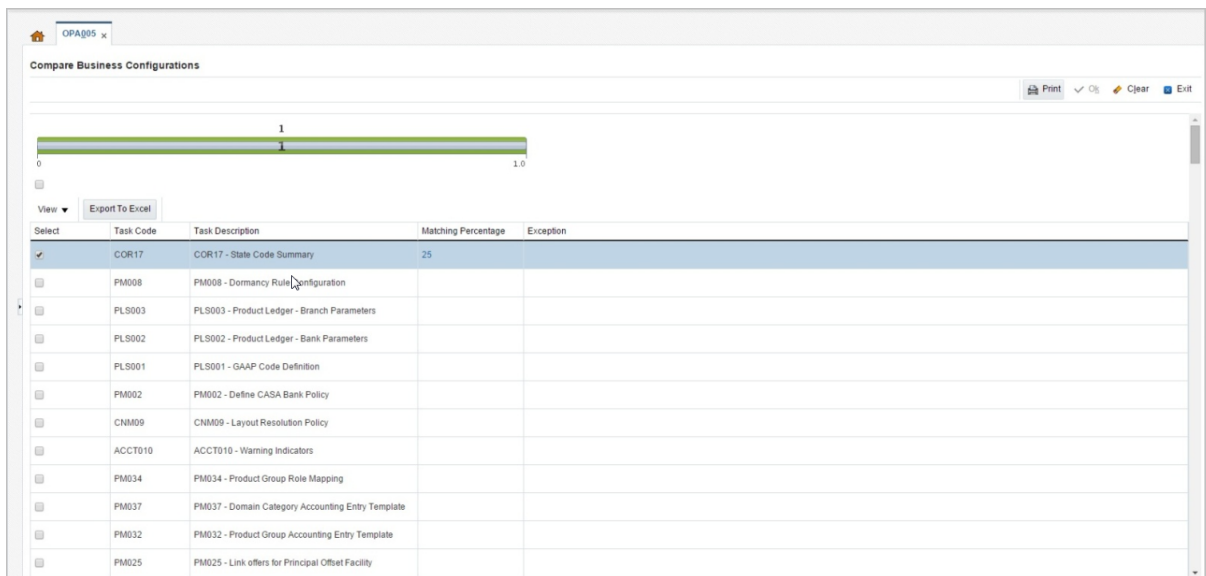 OPA005 x
Compare Business Configurations
Print Ok Clear Exit
1
1
0 1.0
View Export To Excel
Select Task Code Task Description Matching Percentage Exception
COR17 COR17 - State Code Summary 25
PM008 PM008 - Dormancy Rule Configuration
PLS003 PLS003 - Product Ledger - Branch Parameters
PLS002 PLS002 - Product Ledger - Bank Parameters
PLS001 PLS001 - GAAP Code Definition
PM002 PM002 - Define CASA Bank Policy
CNM09 CNM09 - Layout Resolution Policy
ACCT010 ACCT010 - Warning Indicators
PM034 PM034 - Product Group Role Mapping
PM037 PM037 - Domain Category Accounting Entry Template
PM032 PM032 - Product Group Accounting Entry Template
PM025 PM025 - Link offers for Principal Offset Facility